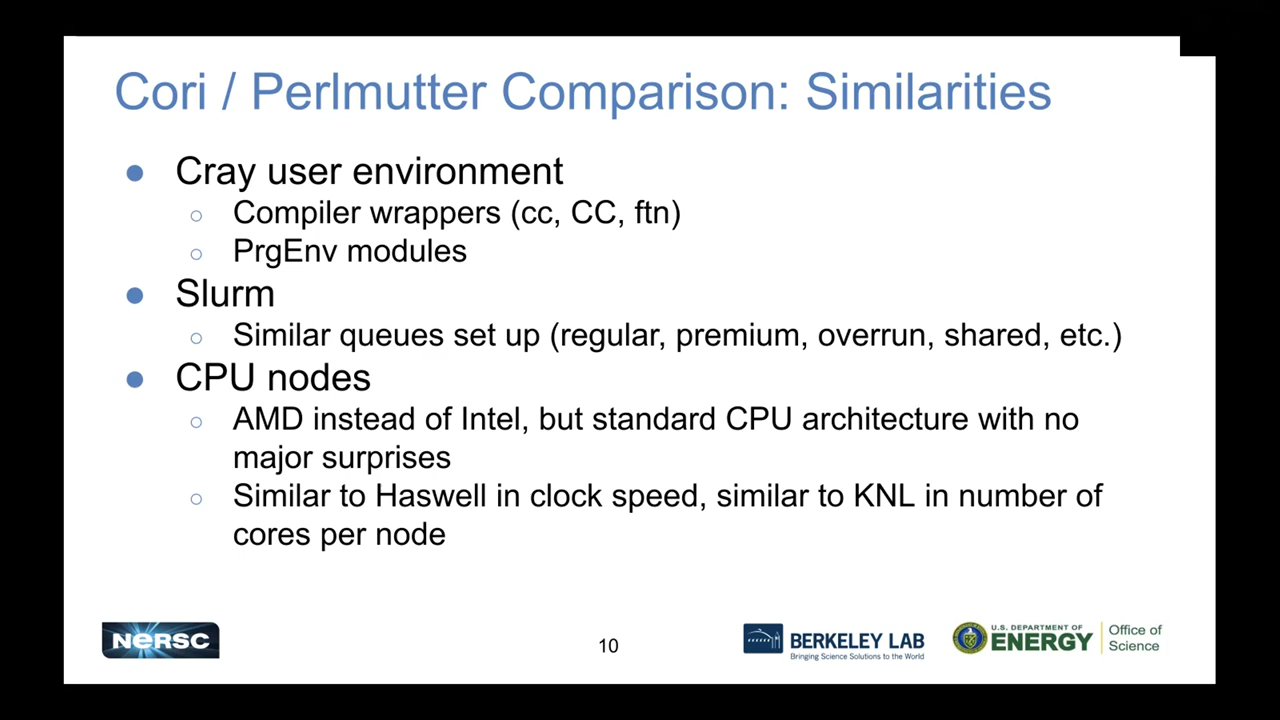 Cori / Perlmutter Comparison: Similarities
● Cray user environment
○ Compiler wrappers (cc, CC, ftn)
○ PrgEnv modules
● Slurm
○ Similar queues set up (regular, premium, overrun, shared, etc.)
● CPU nodes
○ AMD instead of Intel, but standard CPU architecture with no
major surprises
○ Similar to Haswell in clock speed, similar to KNL in number of
cores per node
NERSC
10
BERKELEY LAB
Bringing Science Solutions to the World
U.S. DEPARTMENT OF
ENERGY
Office of
Science